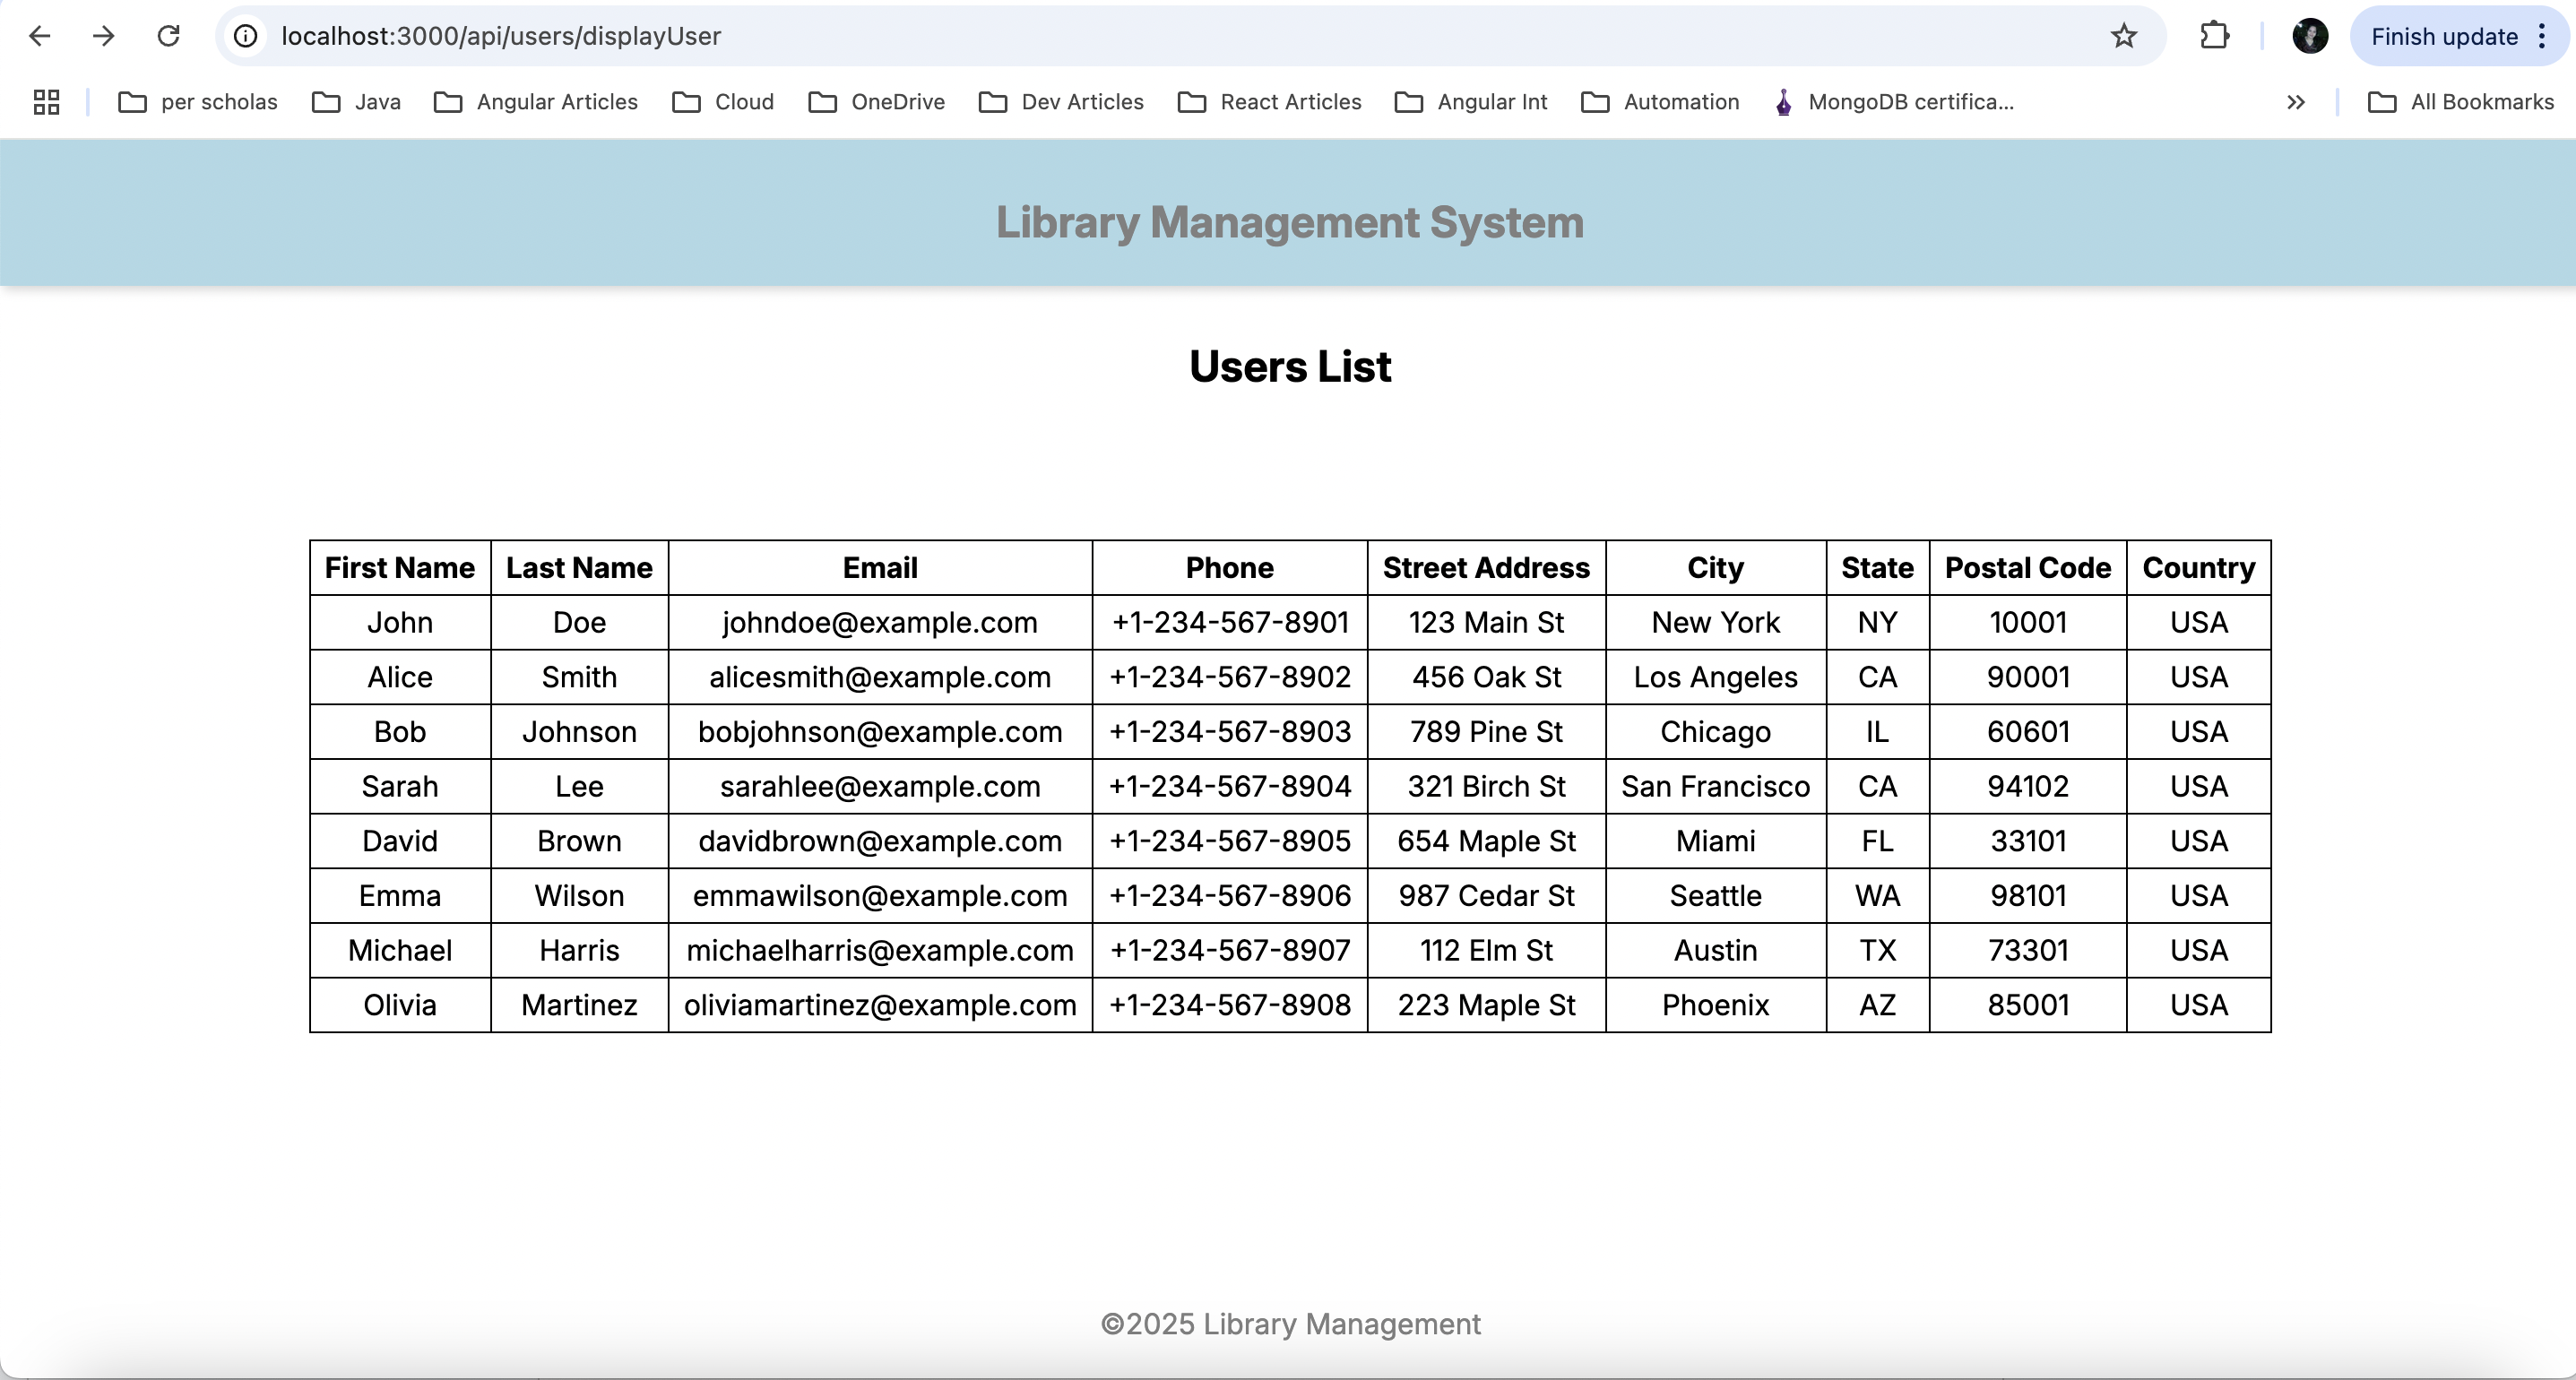 localhost:3000/api/users/displayUser Finish update
per scholas Java Angular Articles Cloud OneDrive Dev Articles React Articles Angular Int Automation MongoDB certifica... All Bookmarks
Library Management System
Users List
First Name Last Name Email Phone Street Address City State Postal Code Country
John Doe johndoe@example.com +1-234-567-8901 123 Main St New York NY 10001 USA
Alice Smith alicesmith@example.com +1-234-567-8902 456 Oak St Los Angeles CA 90001 USA
Bob Johnson bobjohnson@example.com +1-234-567-8903 789 Pine St Chicago IL 60601 USA
Sarah Lee sarahlee@example.com +1-234-567-8904 321 Birch St San Francisco CA 94102 USA
David Brown davidbrown@example.com +1-234-567-8905 654 Maple St Miami FL 33101 USA
Emma Wilson emmawilson@example.com +1-234-567-8906 987 Cedar St Seattle WA 98101 USA
Michael Harris michaelharris@example.com +1-234-567-8907 112 Elm St Austin TX 73301 USA
Olivia Martinez oliviamartinez@example.com +1-234-567-8908 223 Maple St Phoenix AZ 85001 USA
©2025 Library Management